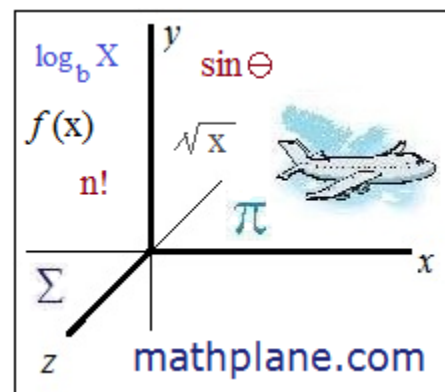 y
log_b X
sin Θ
f(x)
√x
n!
π
x
Σ
z
mathplane.com